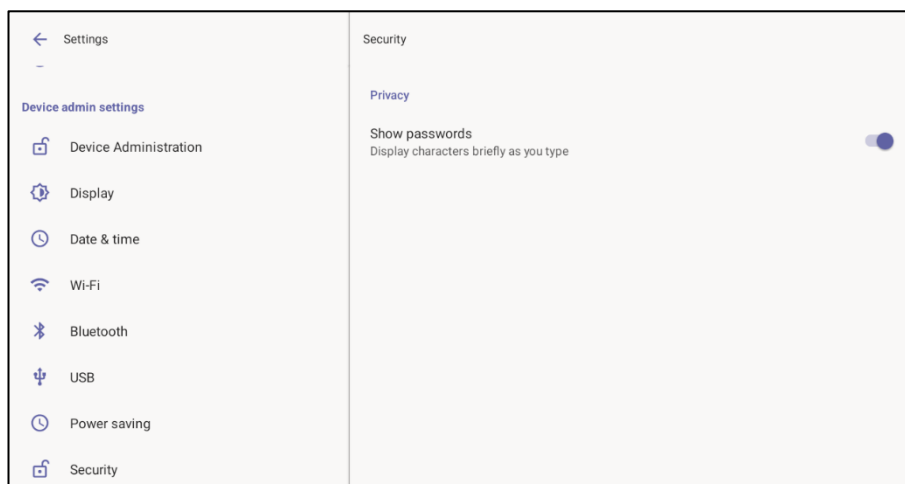 Settings
Device admin settings
Device Administration
Display
Date & time
Wi-Fi
Bluetooth
USB
Power saving
Security
Security
Privacy
Show passwords
Display characters briefly as you type